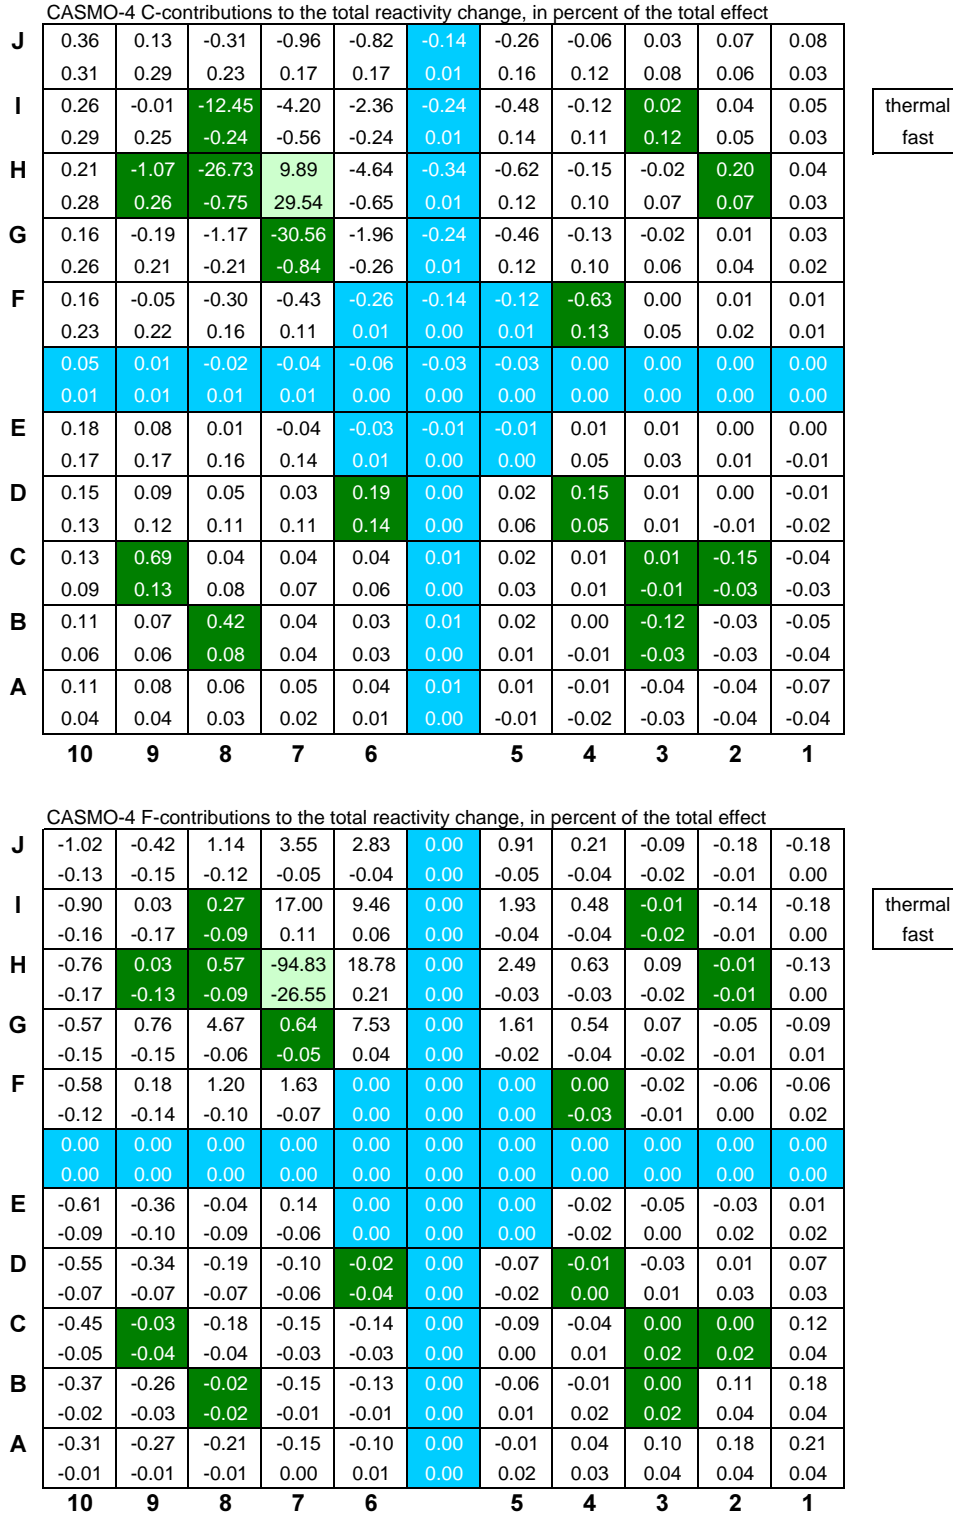 CASMO-4 C-contributions to the total reactivity change, in percent of the total effect
J 0.36 0.13 -0.31 -0.96 -0.82 -0.14 -0.26 -0.06 0.03 0.07 0.08
0.31 0.29 0.23 0.17 0.17 0.01 0.16 0.12 0.08 0.06 0.03
I 0.26 -0.01 -12.45 -4.20 -2.36 -0.24 -0.48 -0.12 0.02 0.04 0.05 thermal
0.29 0.25 -0.24 -0.56 -0.24 0.01 0.14 0.11 0.12 0.05 0.03 fast
H 0.21 -1.07 -26.73 9.89 -4.64 -0.34 -0.62 -0.15 -0.02 0.20 0.04
0.28 0.26 -0.75 29.54 -0.65 0.01 0.12 0.10 0.07 0.07 0.03
G 0.16 -0.19 -1.17 -30.56 -1.96 -0.24 -0.46 -0.13 -0.02 0.01 0.03
0.26 0.21 -0.21 -0.84 -0.26 0.01 0.12 0.10 0.06 0.04 0.02
F 0.16 -0.05 -0.30 -0.43 -0.26 -0.14 -0.12 -0.63 0.00 0.01 0.01
0.23 0.22 0.16 0.11 0.01 0.00 0.01 0.13 0.05 0.02 0.01
0.05 0.01 -0.02 -0.04 -0.06 -0.03 -0.03 0.00 0.00 0.00 0.00
0.01 0.01 0.01 0.01 0.00 0.00 0.00 0.00 0.00 0.00 0.00
E 0.18 0.08 0.01 -0.04 -0.03 -0.01 -0.01 0.01 0.01 0.00 0.00
0.17 0.17 0.16 0.14 0.01 0.00 0.00 0.05 0.03 0.01 -0.01
D 0.15 0.09 0.05 0.03 0.19 0.00 0.02 0.15 0.01 0.00 -0.01
0.13 0.12 0.11 0.11 0.14 0.00 0.06 0.05 0.01 -0.01 -0.02
C 0.13 0.69 0.04 0.04 0.04 0.01 0.02 0.01 0.01 -0.15 -0.04
0.09 0.13 0.08 0.07 0.06 0.00 0.03 0.01 -0.01 -0.03 -0.03
B 0.11 0.07 0.42 0.04 0.03 0.01 0.02 0.00 -0.12 -0.03 -0.05
0.06 0.06 0.08 0.04 0.03 0.00 0.01 -0.01 -0.03 -0.03 -0.04
A 0.11 0.08 0.06 0.05 0.04 0.01 0.01 -0.01 -0.04 -0.04 -0.07
0.04 0.04 0.03 0.02 0.01 0.00 -0.01 -0.02 -0.03 -0.04 -0.04
10 9 8 7 6 5 4 3 2 1
CASMO-4 F-contributions to the total reactivity change, in percent of the total effect
J -1.02 -0.42 1.14 3.55 2.83 0.00 0.91 0.21 -0.09 -0.18 -0.18
-0.13 -0.15 -0.12 -0.05 -0.04 0.00 -0.05 -0.04 -0.02 -0.01 0.00
I -0.90 0.03 0.27 17.00 9.46 0.00 1.93 0.48 -0.01 -0.14 -0.18 thermal
-0.16 -0.17 -0.09 0.11 0.06 0.00 -0.04 -0.04 -0.02 -0.01 0.00 fast
H -0.76 0.03 0.57 -94.83 18.78 0.00 2.49 0.63 0.09 -0.01 -0.13
-0.17 -0.13 -0.09 -26.55 0.21 0.00 -0.03 -0.03 -0.02 -0.01 0.00
G -0.57 0.76 4.67 0.64 7.53 0.00 1.61 0.54 0.07 -0.05 -0.09
-0.15 -0.15 -0.06 -0.05 0.04 0.00 -0.02 -0.04 -0.02 -0.01 0.01
F -0.58 0.18 1.20 1.63 0.00 0.00 0.00 0.00 -0.02 -0.06 -0.06
-0.12 -0.14 -0.10 -0.07 0.00 0.00 0.00 -0.03 -0.01 0.00 0.02
0.00 0.00 0.00 0.00 0.00 0.00 0.00 0.00 0.00 0.00 0.00
0.00 0.00 0.00 0.00 0.00 0.00 0.00 0.00 0.00 0.00 0.00
E -0.61 -0.36 -0.04 0.14 0.00 0.00 0.00 -0.02 -0.05 -0.03 0.01
-0.09 -0.10 -0.09 -0.06 0.00 0.00 0.00 -0.02 0.00 0.02 0.02
D -0.55 -0.34 -0.19 -0.10 -0.02 0.00 -0.07 -0.01 -0.03 0.01 0.07
-0.07 -0.07 -0.07 -0.06 -0.04 0.00 -0.02 0.00 0.01 0.03 0.03
C -0.45 -0.03 -0.18 -0.15 -0.14 0.00 -0.09 -0.04 0.00 0.00 0.12
-0.05 -0.04 -0.04 -0.03 -0.03 0.00 0.00 0.01 0.02 0.02 0.04
B -0.37 -0.26 -0.02 -0.15 -0.13 0.00 -0.06 -0.01 0.00 0.11 0.18
-0.02 -0.03 -0.02 -0.01 -0.01 0.00 0.01 0.02 0.02 0.04 0.04
A -0.31 -0.27 -0.21 -0.15 -0.10 0.00 -0.01 0.04 0.10 0.18 0.21
-0.01 -0.01 -0.01 0.00 0.01 0.00 0.02 0.03 0.04 0.04 0.04
10 9 8 7 6 5 4 3 2 1